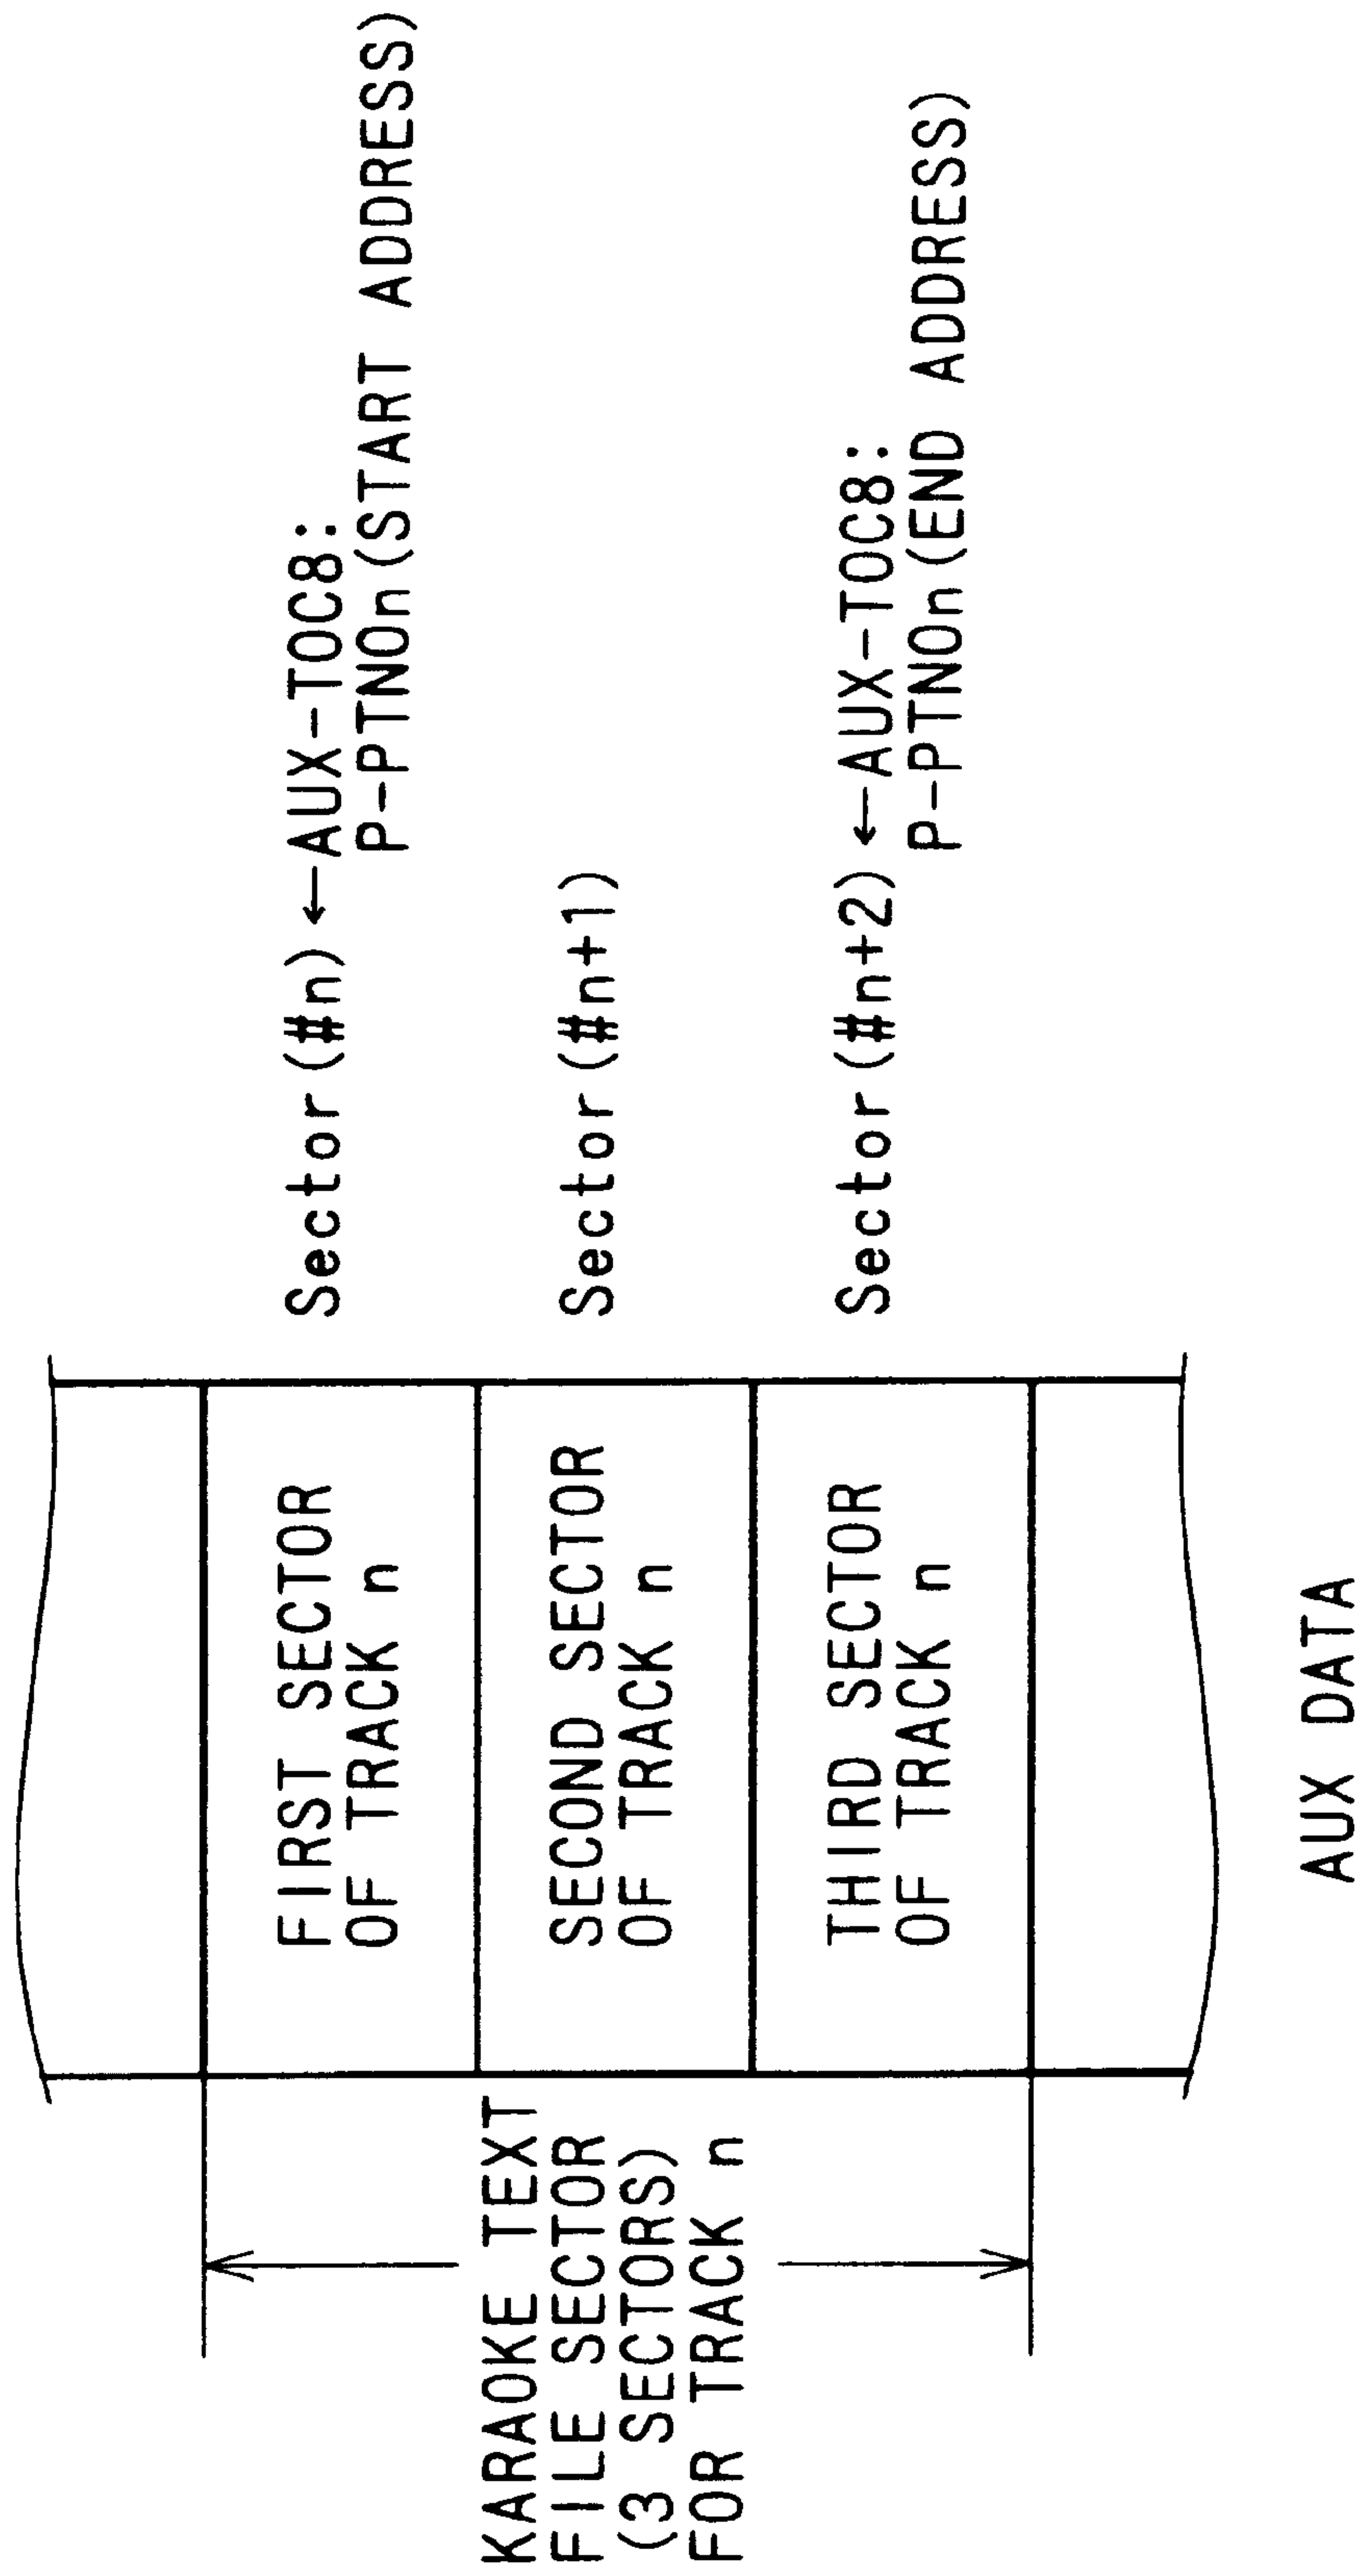 KARAOKE TEXT
FILE SECTOR
(3 SECTORS)
FOR TRACK n
FIRST SECTOR
OF TRACK n
Sector(#n)←AUX-TOC8:
P-PTNOn(START ADDRESS)
SECOND SECTOR
OF TRACK n
Sector(#n+1)
THIRD SECTOR
OF TRACK n
Sector(#n+2)←AUX-TOC8:
P-PTNOn(END ADDRESS)
AUX DATA